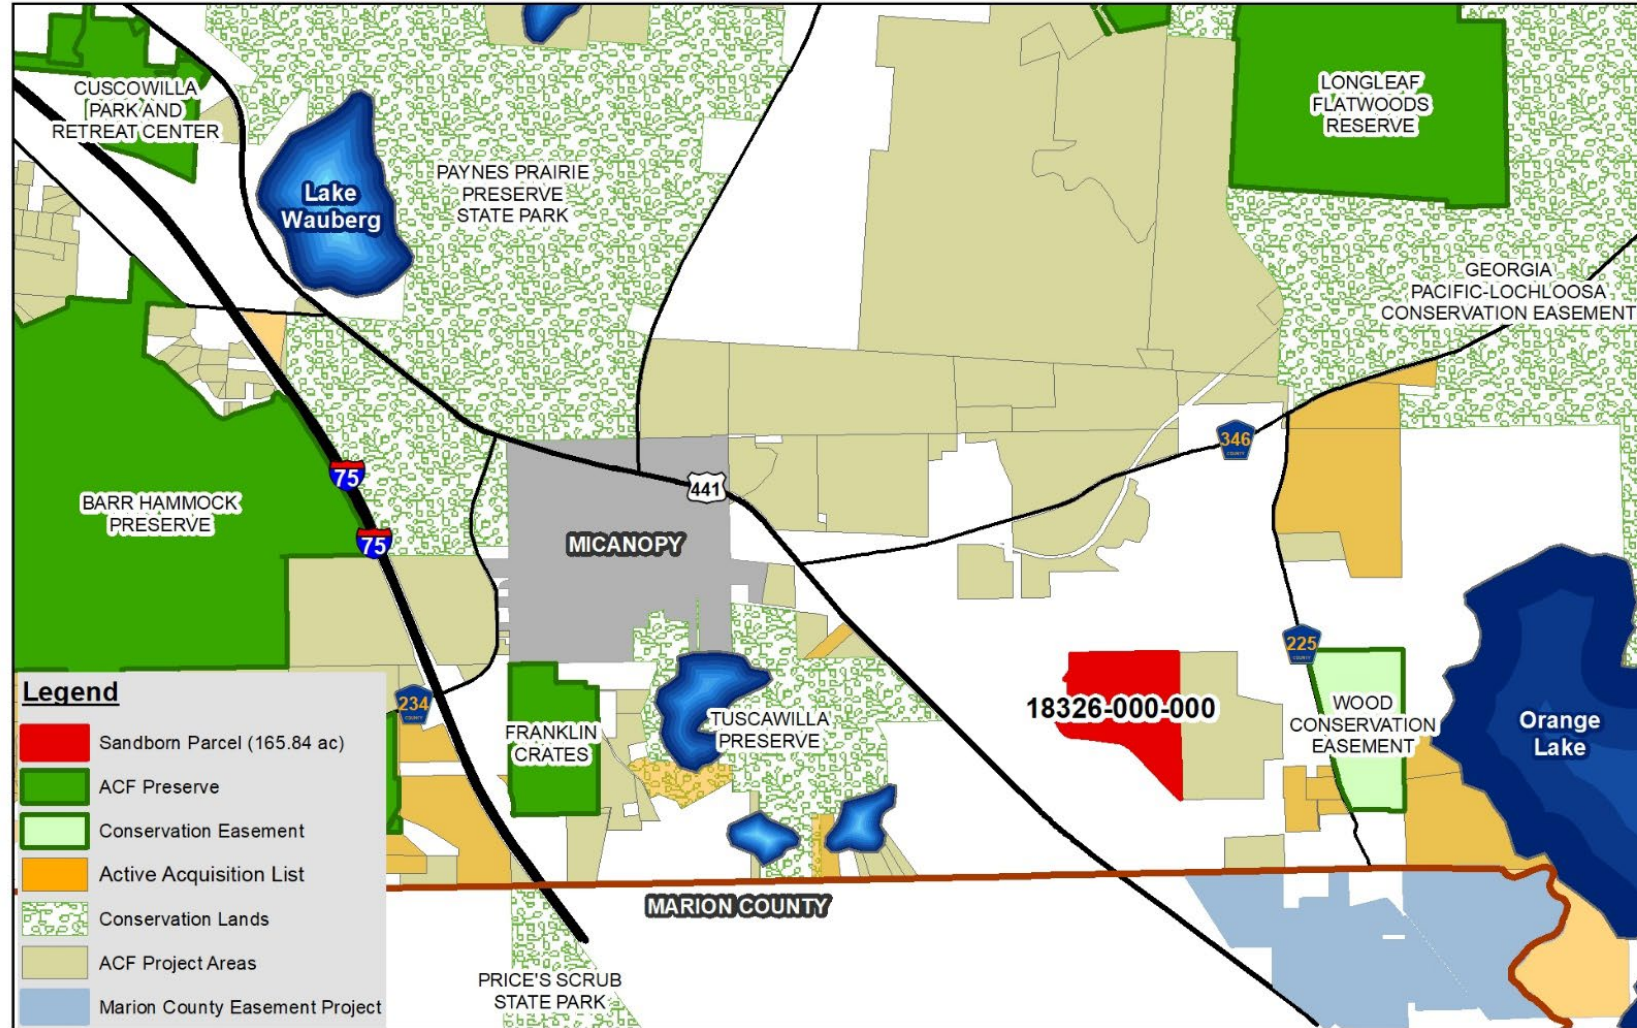 CUSCOWILLA
PARK AND
RETREAT CENTER
Lake
Wauberg
PAYNES PRAIRIE
PRESERVE
STATE PARK
LONGLEAF
FLATWOODS
RESERVE
GEORGIA
PACIFIC-LOCHLOOSA
CONSERVATION EASEMENT
346
COUNTY
75
441
BARR HAMMOCK
PRESERVE
75
MICANOPY
225
COUNTY
234
COUNTY
FRANKLIN
CRATES
TUSCAWILLA
PRESERVE
18326-000-000
WOOD
CONSERVATION
EASEMENT
Orange
Lake
MARION COUNTY
PRICE'S SCRUB
STATE PARK
Legend
Sandborn Parcel (165.84 ac)
ACF Preserve
Conservation Easement
Active Acquisition List
Conservation Lands
ACF Project Areas
Marion County Easement Project